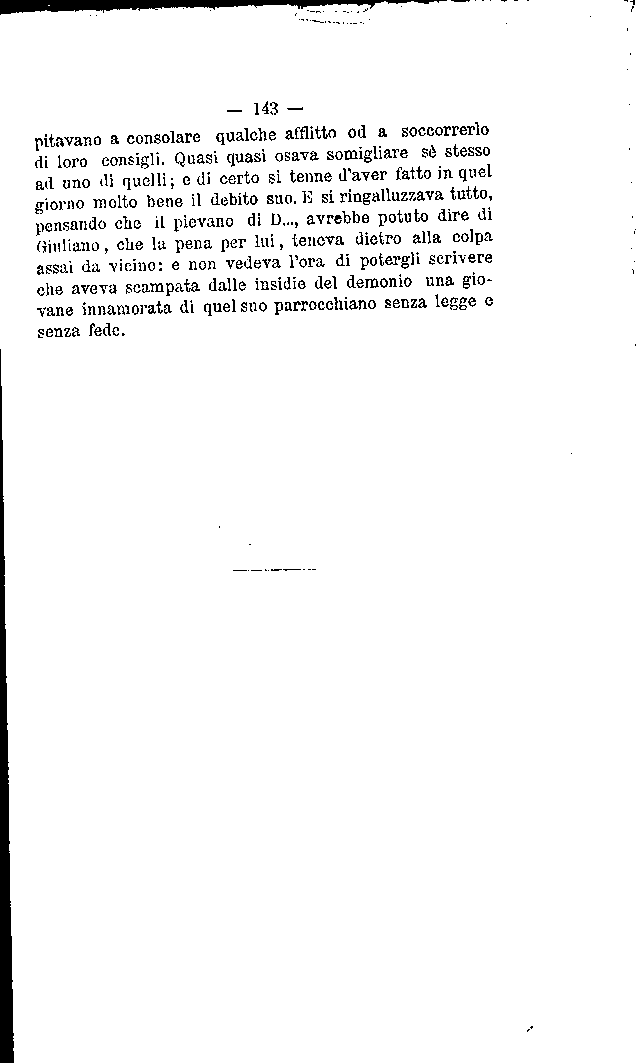 — 143 —
pitavano a consolare qualche afflitto od a soccorrerlo
di loro consigli. Quasi quasi osava somigliare sè stesso
ad uno di quelli; e di certo si tenne d'aver fatto in quel
giorno molto bene il debito suo. E si ringalluzzava tutto,
pensando che il pievano di D..., avrebbe potuto dire di
Giuliano, che la pena per lui, teneva dietro alla colpa
assai da vicino: e non vedeva l'ora di potergli scrivere
che aveva scampata dalle insidie del demonio una gio-
vane innamorata di quel suo parrocchiano senza legge e
senza fede.